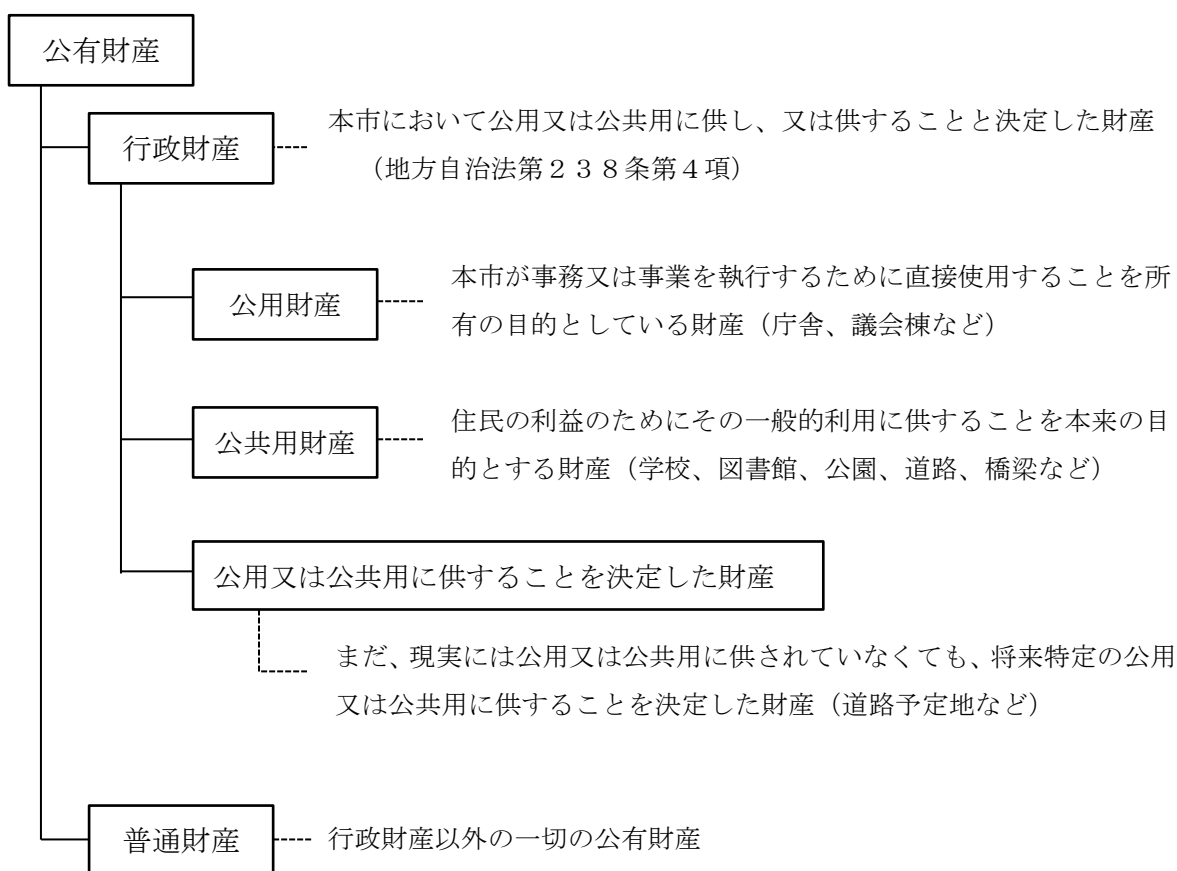 公有財産
行政財産
本市において公用又は公共用に供し、又は供することと決定した財産
（地方自治法第２３８条第４項）
公用財産
本市が事務又は事業を執行するために直接使用することを所
有の目的としている財産（庁舎、議会棟など）
公共用財産
住民の利益のためにその一般的利用に供することを本来の目
的とする財産（学校、図書館、公園、道路、橋梁など）
公用又は公共用に供することを決定した財産
まだ、現実には公用又は公共用に供されていなくても、将来特定の公用
又は公共用に供することを決定した財産（道路予定地など）
普通財産
行政財産以外の一切の公有財産